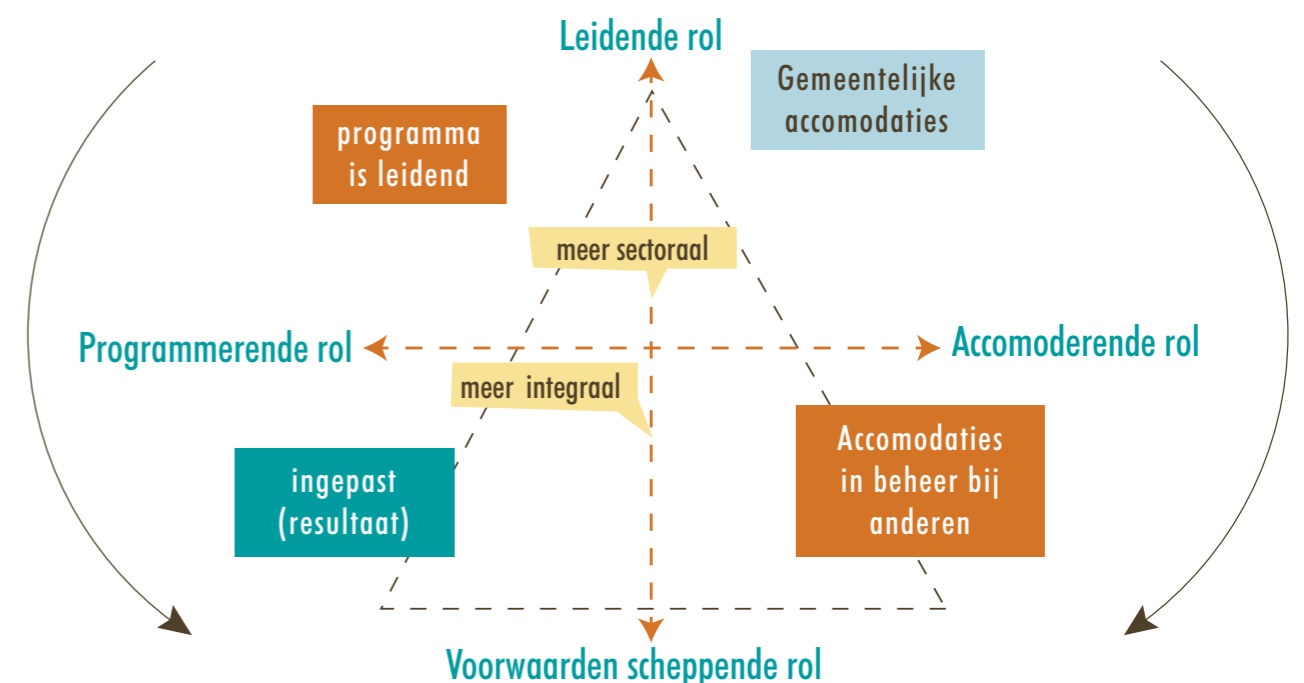 Leidende rol
Gemeentelijke
accomodaties
programma
is leidend
meer sectoraal
Programmerende rol
Accomoderende rol
meer integraal
Accomodaties
in beheer bij
anderen
ingepast
(resultaat)
Voorwaarden scheppende rol